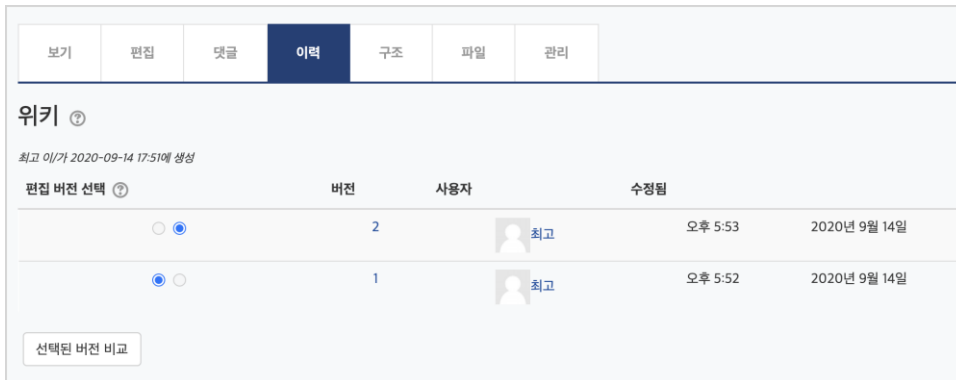 보기 편집 댓글 이력 구조 파일 관리
위키 ?
최고 이/가 2020-09-14 17:51에 생성
편집 버전 선택 ? 버전 사용자 수정됨
2 최고 오후 5:53 2020년 9월 14일
1 최고 오후 5:52 2020년 9월 14일
선택된 버전 비교